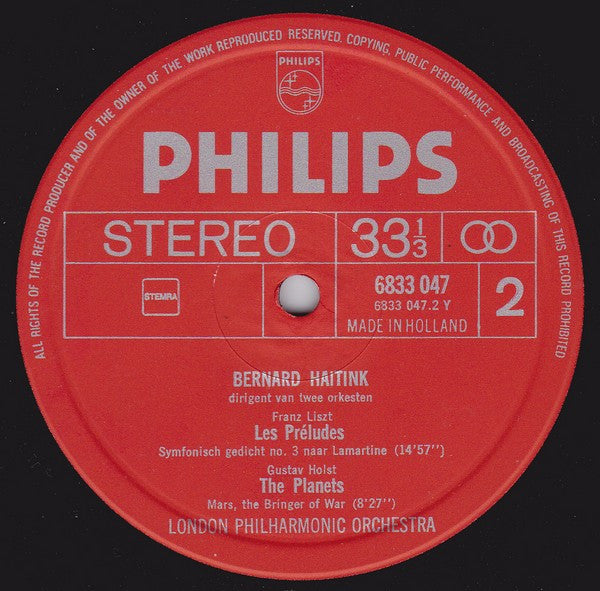 ALL RIGHTS OF THE RECORD PRODUCER AND OF THE OWNER OF THE WORK REPRODUCED RESERVED. COPYING, PUBLIC PERFORMANCE AND BROADCASTING OF THIS RECORD PROHIBITED
PHILIPS
PHILIPS
STEREO 33⅓
STEMRA
6833 047
6833 047.2 Y
2
MADE IN HOLLAND
BERNARD HAITINK
dirigent van twee orkesten
Franz Liszt
Les Préludes
Symfonisch gedicht no. 3 naar Lamartine (14'57'')
Gustav Holst
The Planets
Mars, the Bringer of War (8'27'')
LONDON PHILHARMONIC ORCHESTRA